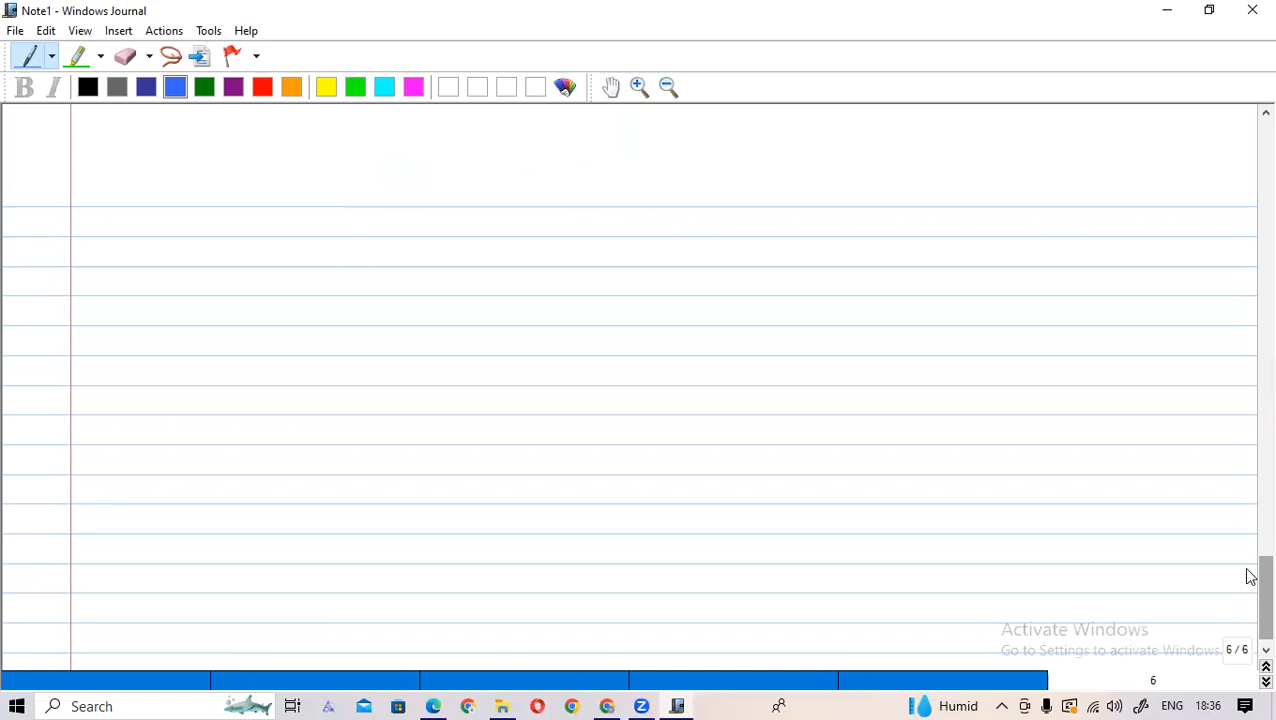 Note1 - Windows Journal
File Edit View Insert Actions Tools Help
B I
Activate Windows
Go to Settings to activate Windows.
6 / 6
6
Search
Humid
ENG
18:36